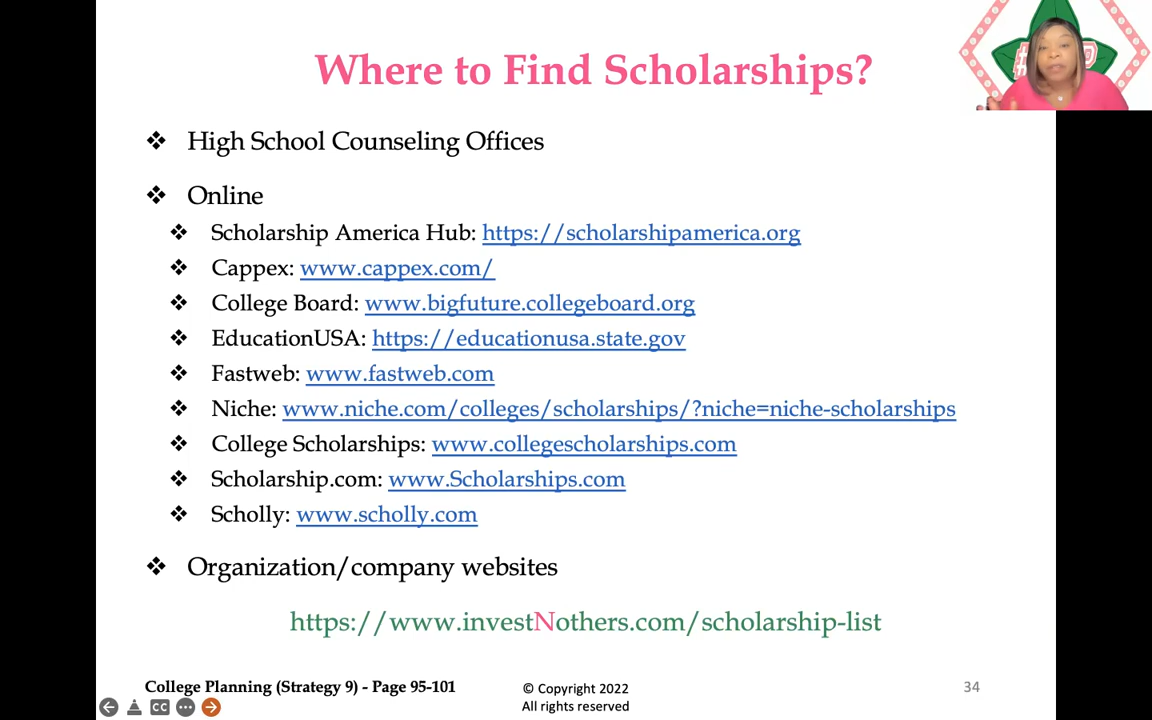 Where to Find Scholarships?
❖ High School Counseling Offices
❖ Online
❖ Scholarship America Hub: https://scholarshipamerica.org
❖ Cappex: www.cappex.com/
❖ College Board: www.bigfuture.collegeboard.org
❖ EducationUSA: https://educationusa.state.gov
❖ Fastweb: www.fastweb.com
❖ Niche: www.niche.com/colleges/scholarships/?niche=niche-scholarships
❖ College Scholarships: www.collegescholarships.com
❖ Scholarship.com: www.Scholarships.com
❖ Scholly: www.scholly.com
❖ Organization/company websites
https://www.investNothers.com/scholarship-list
College Planning (Strategy 9) - Page 95-101
© Copyright 2022
All rights reserved
34
CC